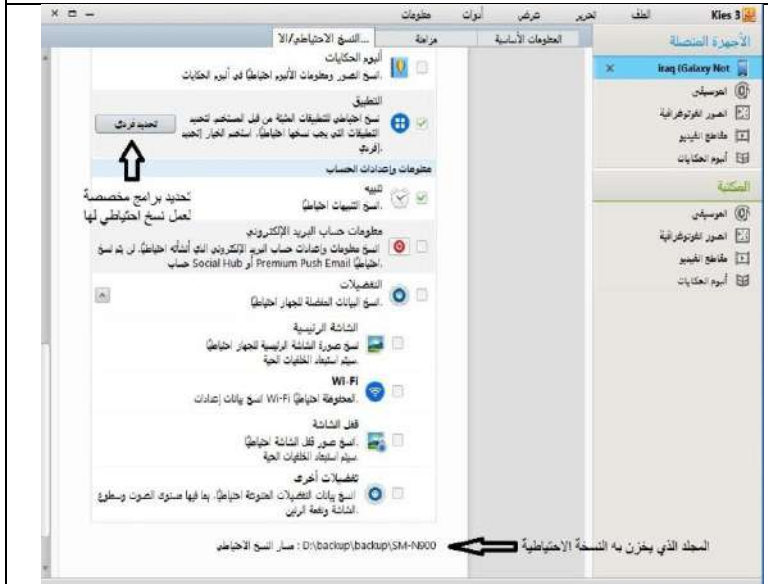 Kies 3
الملف
تحرير
عرض
أدوات
معلومات
الأجهزة المتصلة
iraq (Galaxy Not
الموسيقى
الصور الفوتوغرافية
مقاطع الفيديو
ألبوم الحكايات
المكتبة
الموسيقى
الصور الفوتوغرافية
مقاطع الفيديو
ألبوم الحكايات
المعلومات الأساسية
مزامنة
النسخ الاحتياطي/الا...
ألبوم الحكايات
انسخ الصور ومعلومات الألبوم احتياطيًا في ألبوم الحكايات.
التطبيق
نسخ احتياطي للتطبيقات المثبتة من قبل المستخدم لتحديد
التطبيقات التي يجب نسخها احتياطيًا، استخدم الخيار [تحديد
فردي].
تحديد فردي
تحديد برامج مخصصة
لعمل نسخ احتياطي لها
معلومات وإعدادات الحساب
تنبيه
انسخ التنبيهات احتياطيًا.
معلومات حساب البريد الإلكتروني
انسخ معلومات وإعدادات حساب البريد الإلكتروني الذي أنشأته احتياطيًا. لن يتم نسخ
حساب Social Hub أو Premium Push Email احتياطيًا.
التفضيلات
انسخ البيانات المفضلة للجهاز احتياطيًا.
الشاشة الرئيسية
نسخ صورة الشاشة الرئيسية للجهاز احتياطيًا
سيتم استبعاد الخلفيات الحية.
Wi-Fi
انسخ بيانات إعدادات Wi-Fi المحفوظة احتياطيًا.
قفل الشاشة
انسخ صور قفل الشاشة احتياطيًا.
سيتم استبعاد الخلفيات الحية.
تفضيلات أخرى
انسخ بيانات التفضيلات المتنوعة احتياطيًا، بما فيها مستوى الصوت وسطوع
الشاشة ونغمة الرنين.
مسار النسخ الاحتياطي : D:\backup\backup\SM-N900
المجلد الذي يخزن به النسخة الاحتياطية